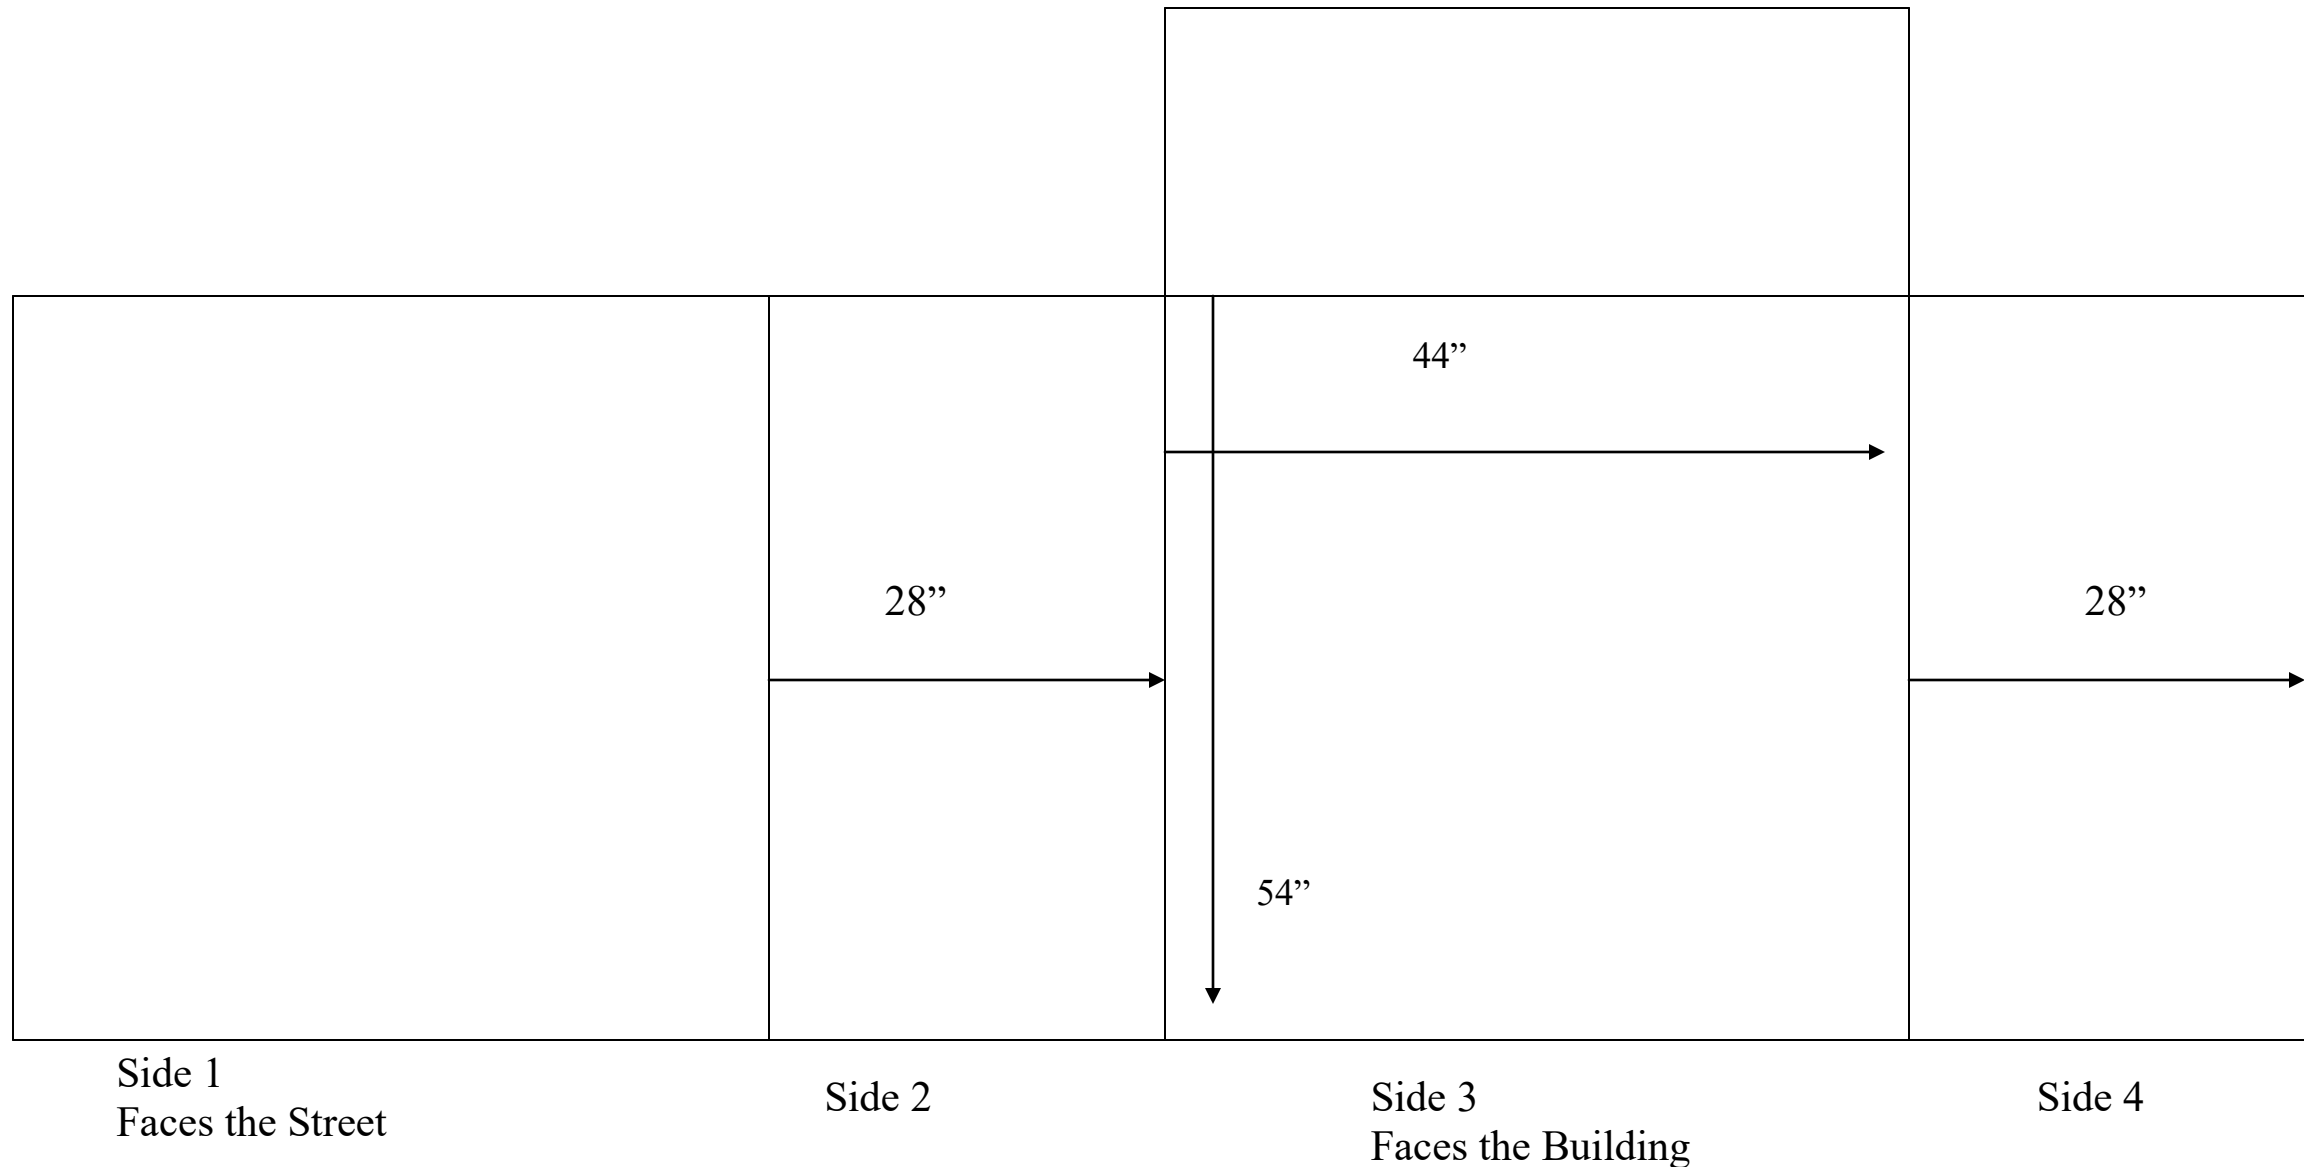 44”
28”
28”
54”
Side 1
Faces the Street
Side 2
Side 3
Faces the Building
Side 4